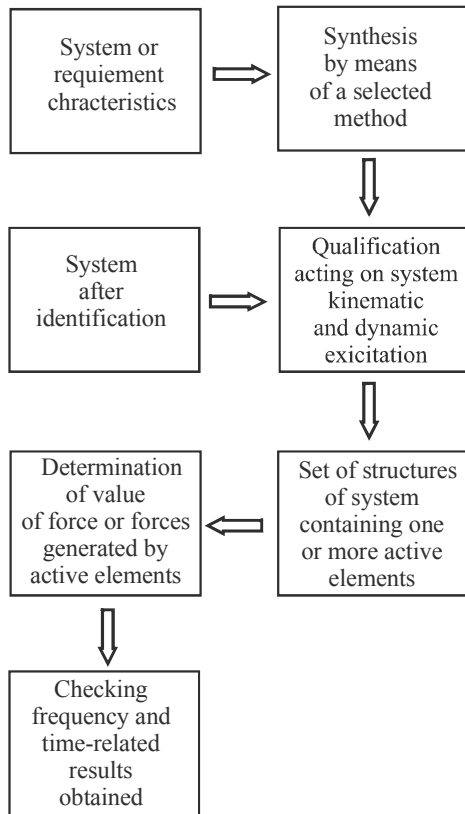 System or
requiement
chracteristics
Synthesis
by means
of a selected
method
System
after
identification
Qualification
acting on system
kinematic
and dynamic
exicitation
Determination
of value
of force or forces
generated by
active elements
Set of structures
of system
containing one
or more active
elements
Checking
frequency and
time-related
results
obtained